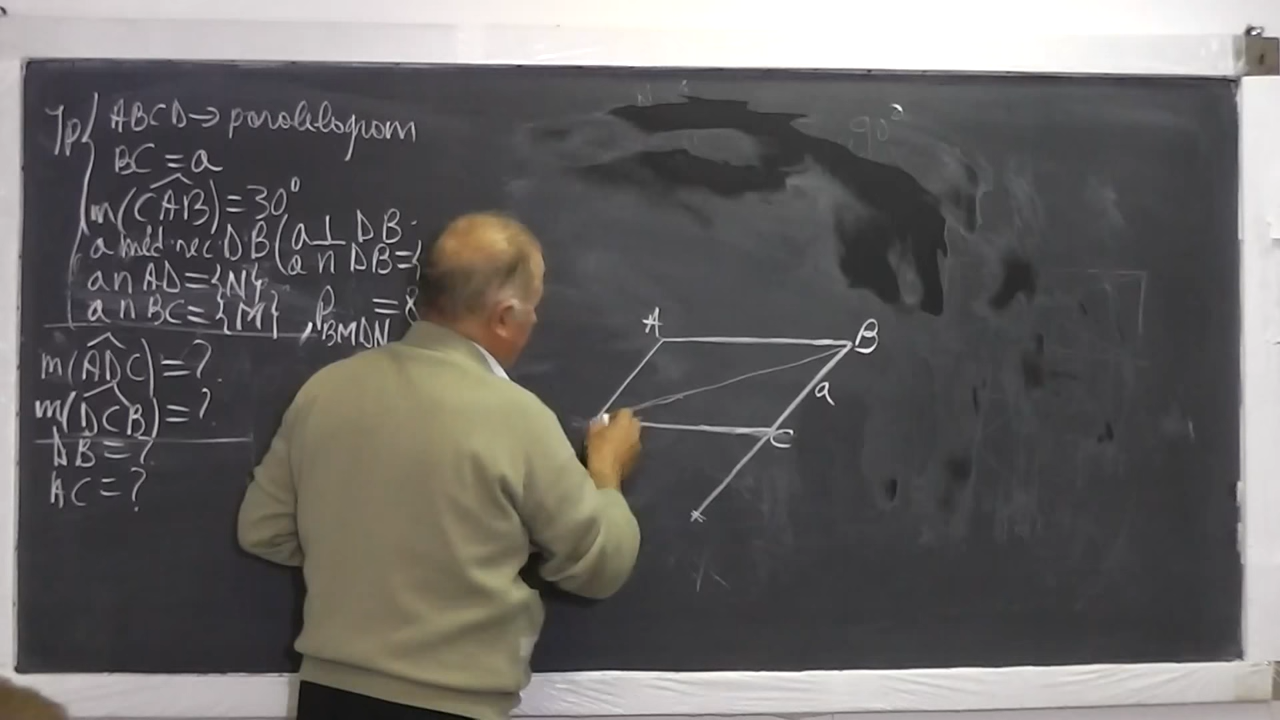 Ip { ABCD → paralelogram
BC = a
m(CAB) = 30°
a med. rec. DB ( a ⊥ DB
a ∩ DB = {
a ∩ AD = {N}
a ∩ BC = {M} , P BMDN = 8
m(ADC) = ?
m(DCB) = ?
DB = ?
AC = ?
90°
A
B
a
C